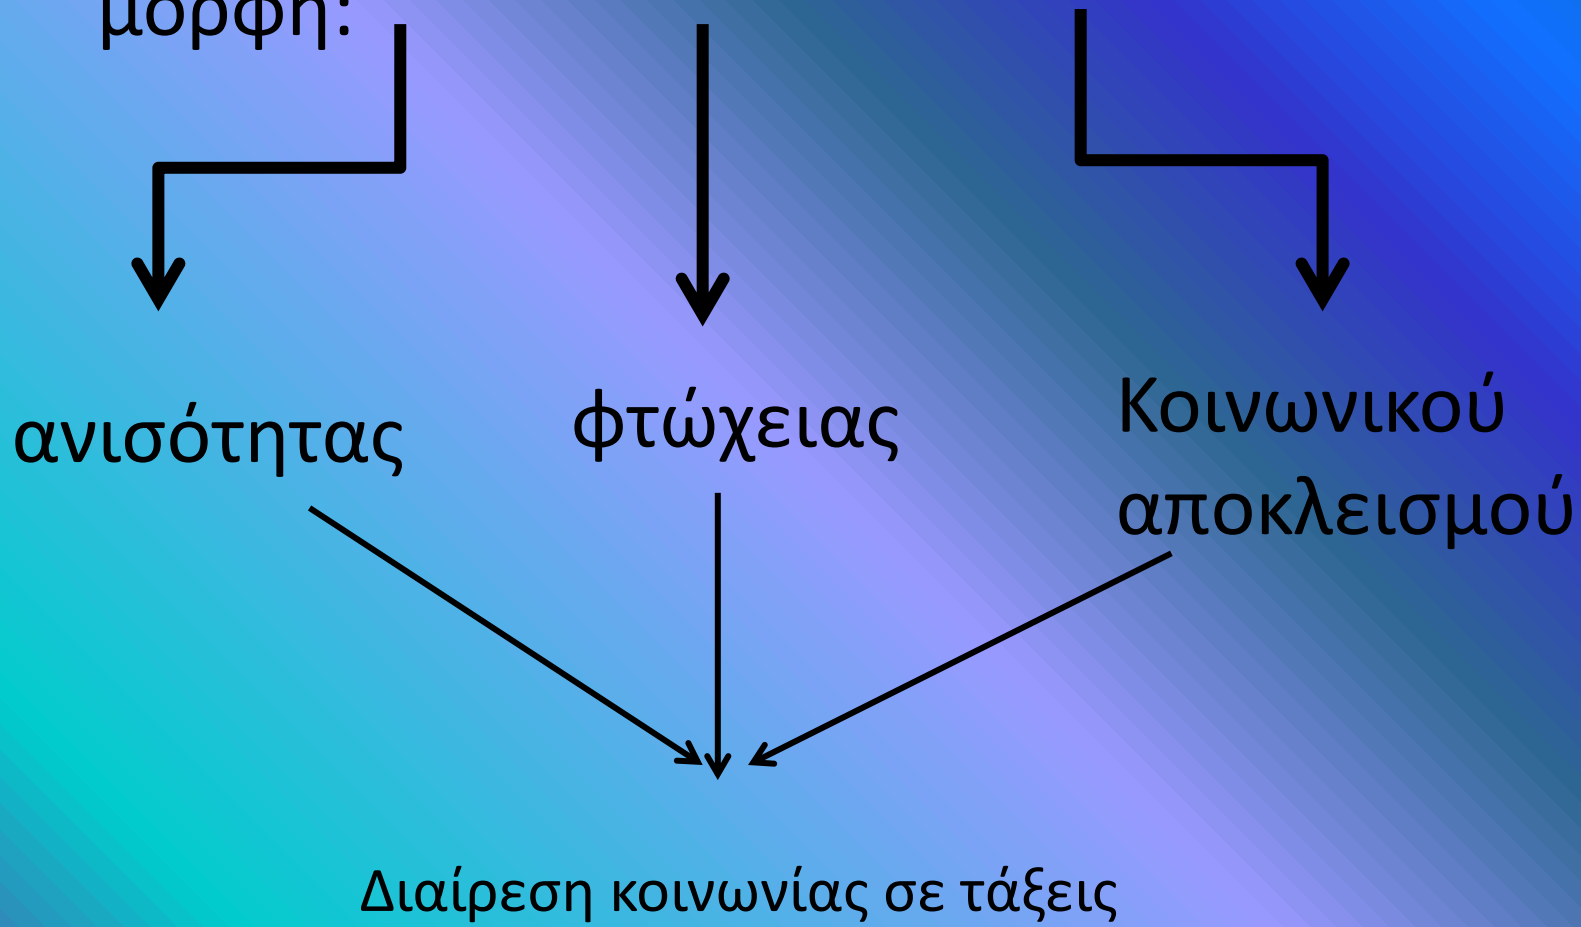 μορφή:
ανισότητας
φτώχειας
Κοινωνικού
αποκλεισμού
Διαίρεση κοινωνίας σε τάξεις